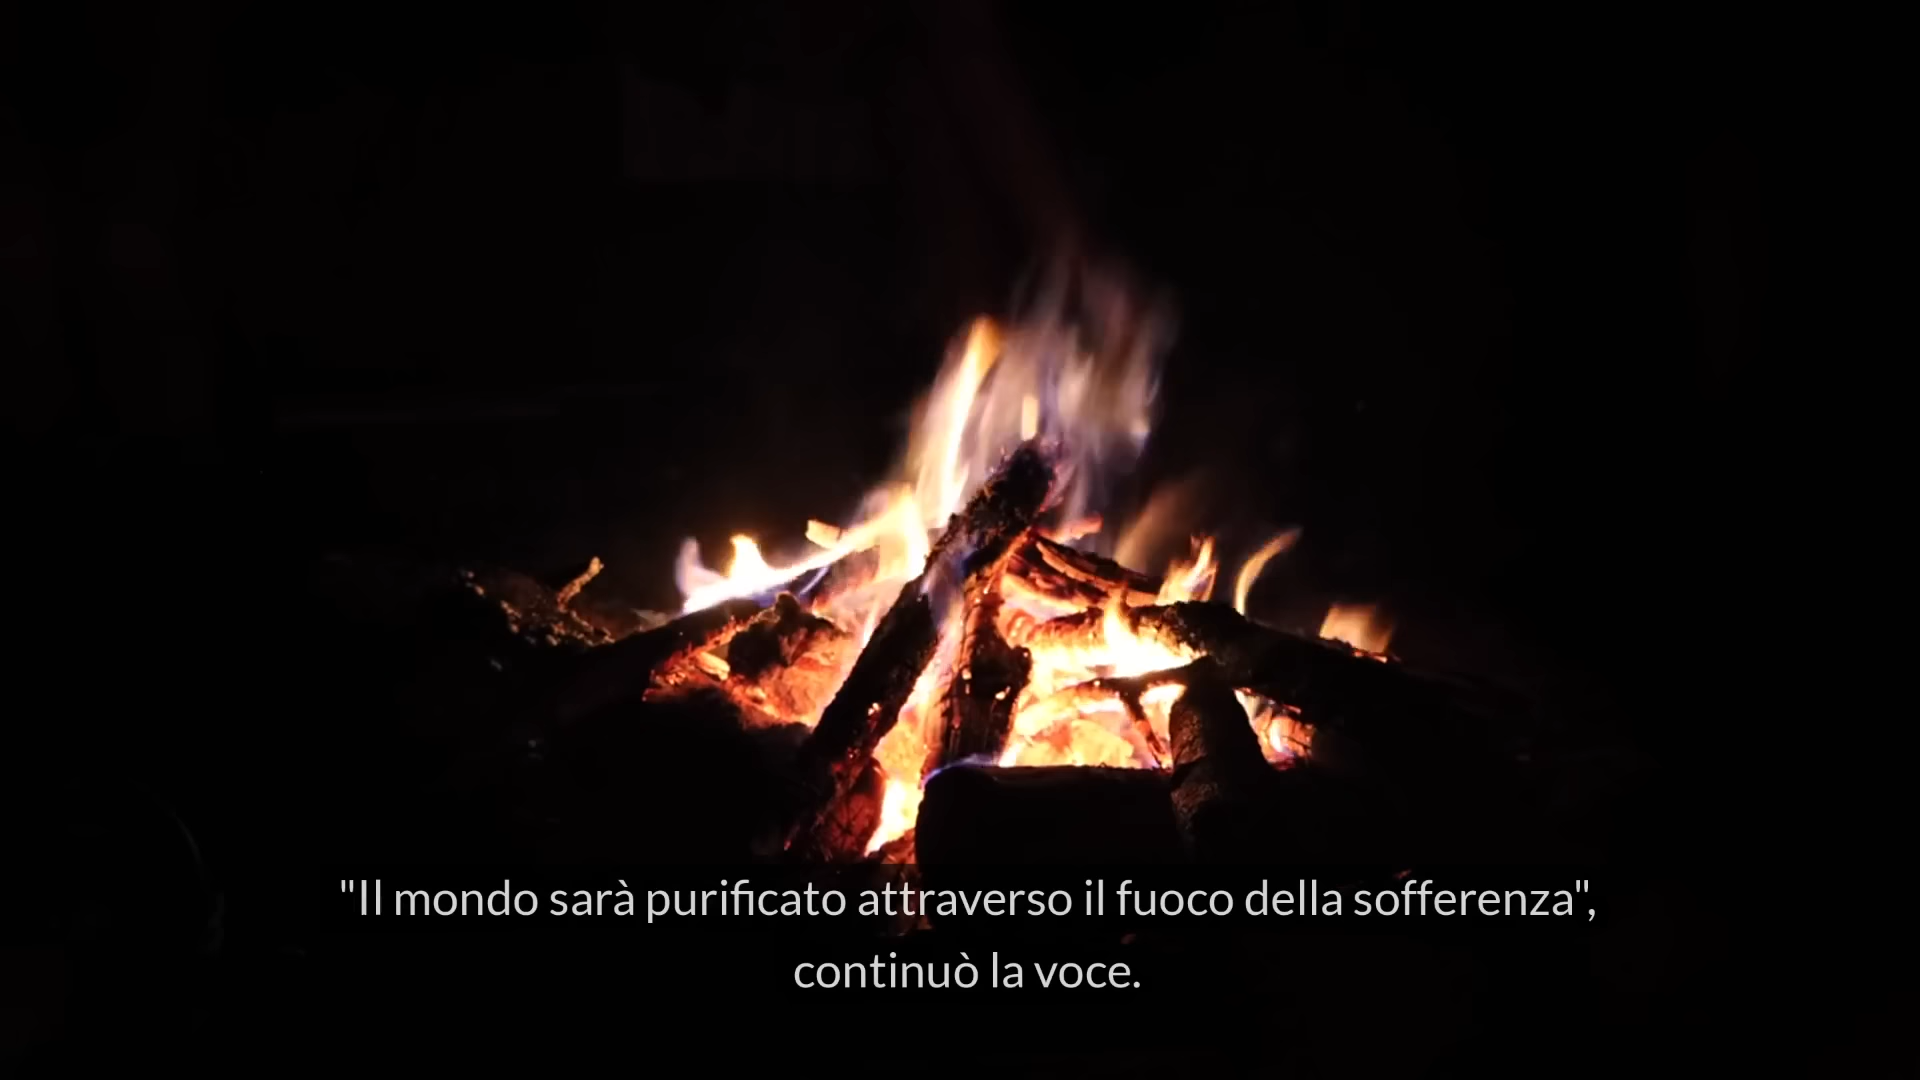 "Il mondo sarà purificato attraverso il fuoco della sofferenza",
continuò la voce.